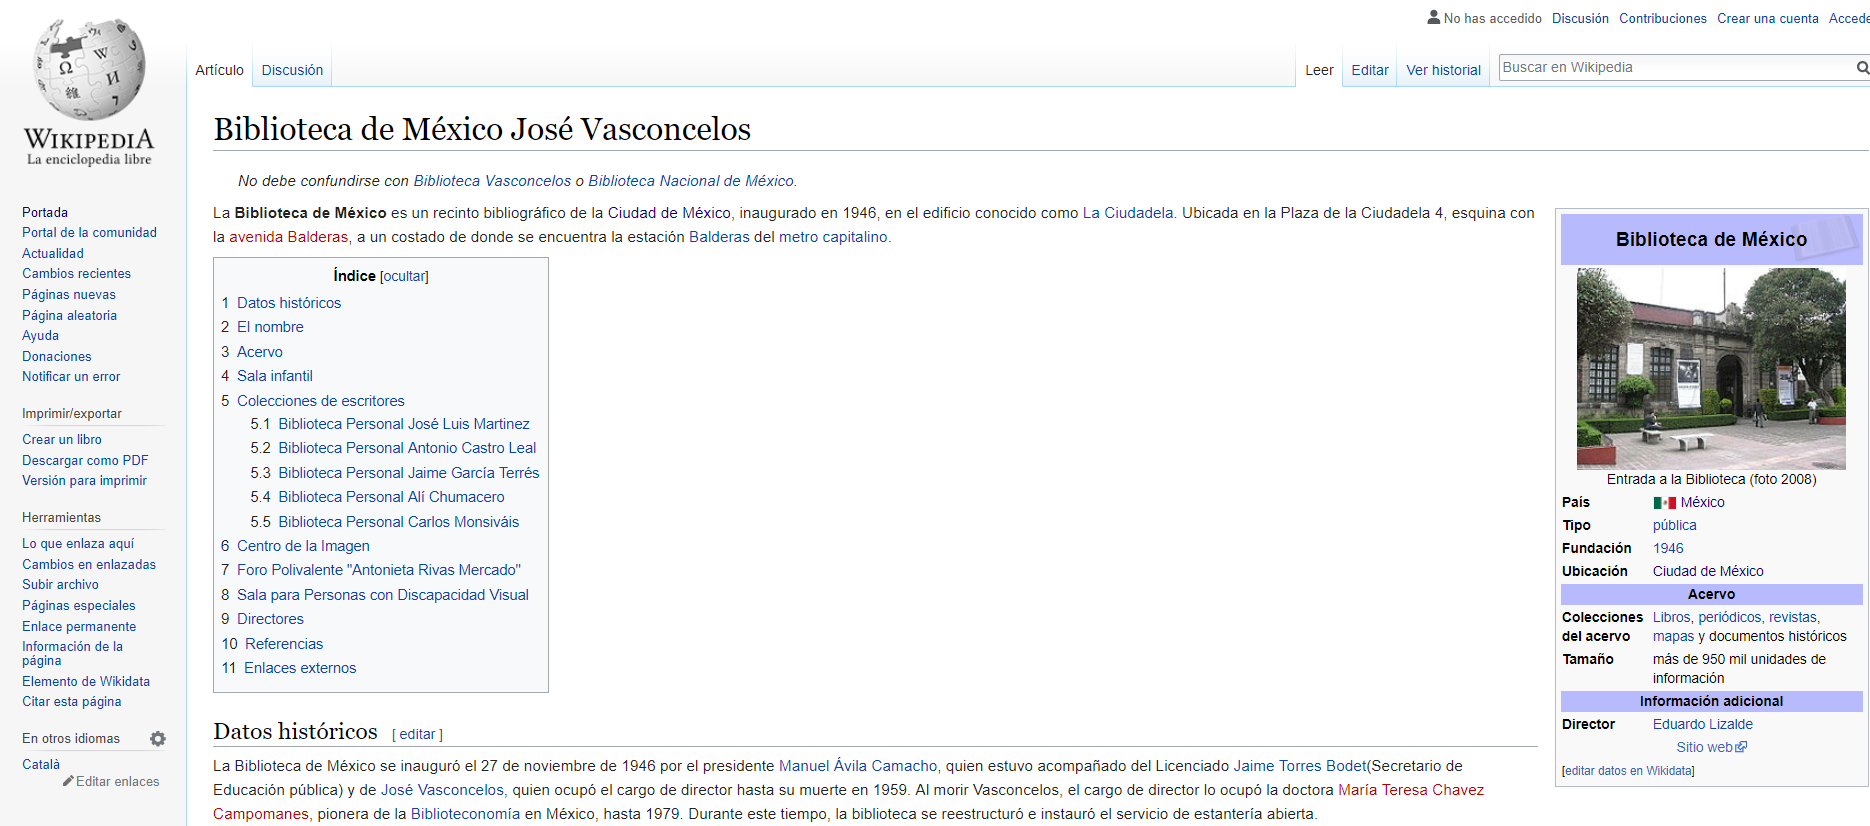 No has accedido Discusión Contribuciones Crear una cuenta Accede
WIKIPEDIA
La enciclopedia libre
Artículo Discusión Leer Editar Ver historial Buscar en Wikipedia
Biblioteca de México José Vasconcelos
No debe confundirse con Biblioteca Vasconcelos o Biblioteca Nacional de México.
La Biblioteca de México es un recinto bibliográfico de la Ciudad de México, inaugurado en 1946, en el edificio conocido como La Ciudadela. Ubicada en la Plaza de la Ciudadela 4, esquina con
la avenida Balderas, a un costado de donde se encuentra la estación Balderas del metro capitalino.
Portada
Portal de la comunidad
Actualidad
Cambios recientes
Páginas nuevas
Página aleatoria
Ayuda
Donaciones
Notificar un error
Imprimir/exportar
Crear un libro
Descargar como PDF
Versión para imprimir
Herramientas
Lo que enlaza aquí
Cambios en enlazadas
Subir archivo
Páginas especiales
Enlace permanente
Información de la
página
Elemento de Wikidata
Citar esta página
En otros idiomas
Català
Editar enlaces
Índice [ocultar]
1 Datos históricos
2 El nombre
3 Acervo
4 Sala infantil
5 Colecciones de escritores
5.1 Biblioteca Personal José Luis Martinez
5.2 Biblioteca Personal Antonio Castro Leal
5.3 Biblioteca Personal Jaime García Terrés
5.4 Biblioteca Personal Alí Chumacero
5.5 Biblioteca Personal Carlos Monsiváis
6 Centro de la Imagen
7 Foro Polivalente "Antonieta Rivas Mercado"
8 Sala para Personas con Discapacidad Visual
9 Directores
10 Referencias
11 Enlaces externos
Biblioteca de México
Entrada a la Biblioteca (foto 2008)
País México
Tipo pública
Fundación 1946
Ubicación Ciudad de México
Acervo
Colecciones Libros, periódicos, revistas,
del acervo mapas y documentos históricos
Tamaño más de 950 mil unidades de
información
Información adicional
Director Eduardo Lizalde
Sitio web
[editar datos en Wikidata]
Datos históricos [ editar ]
La Biblioteca de México se inauguró el 27 de noviembre de 1946 por el presidente Manuel Ávila Camacho, quien estuvo acompañado del Licenciado Jaime Torres Bodet(Secretario de
Educación pública) y de José Vasconcelos, quien ocupó el cargo de director hasta su muerte en 1959. Al morir Vasconcelos, el cargo de director lo ocupó la doctora María Teresa Chavez
Campomanes, pionera de la Biblioteconomía en México, hasta 1979. Durante este tiempo, la biblioteca se reestructuró e instauró el servicio de estantería abierta.